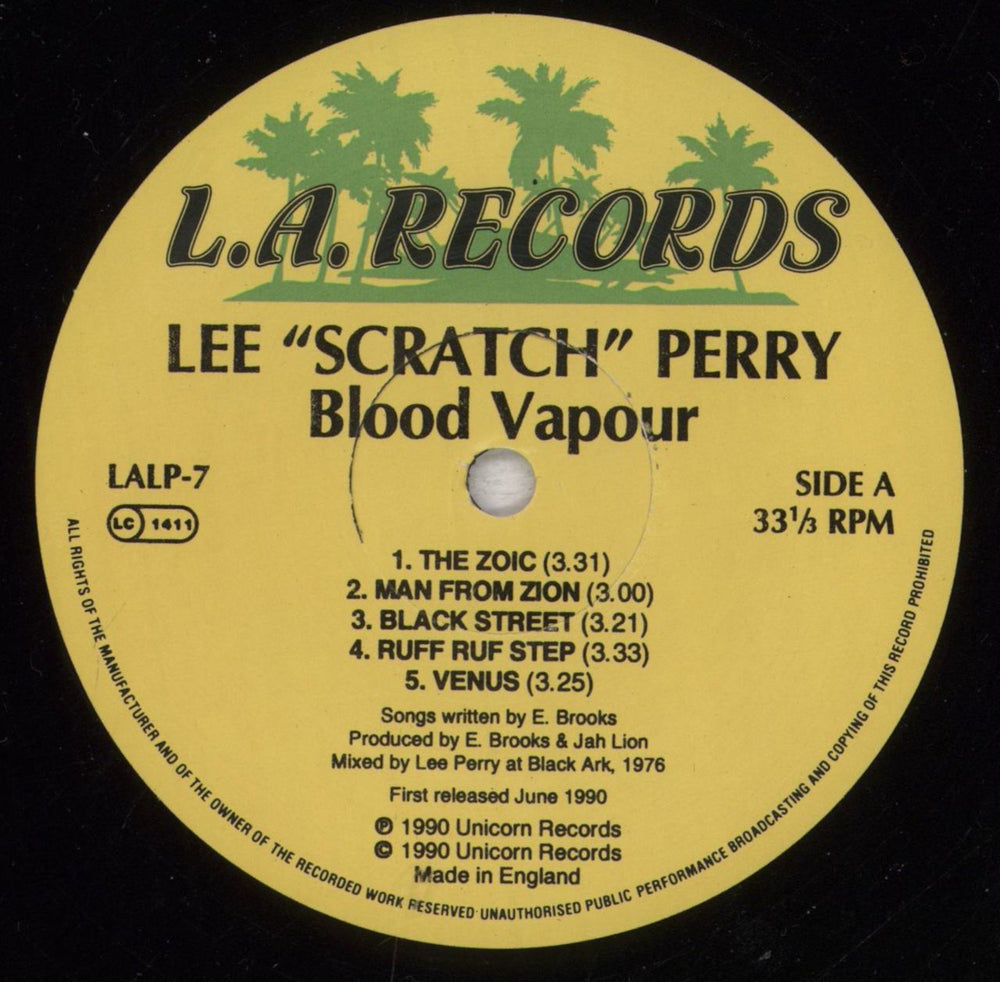 L.A. RECORDS
LEE “SCRATCH” PERRY
Blood Vapour
LALP-7
LC 1411
SIDE A
33⅓ RPM
1. THE ZOIC (3.31)
2. MAN FROM ZION (3.00)
3. BLACK STREET (3.21)
4. RUFF RUF STEP (3.33)
5. VENUS (3.25)
Songs written by E. Brooks
Produced by E. Brooks & Jah Lion
Mixed by Lee Perry at Black Ark, 1976
First released June 1990
℗ 1990 Unicorn Records
© 1990 Unicorn Records
Made in England
ALL RIGHTS OF THE MANUFACTURER AND OF THE OWNER OF THE RECORDED WORK RESERVED·UNAUTHORISED PUBLIC PERFORMANCE BROADCASTING AND COPYING OF THIS RECORD PROHIBITED